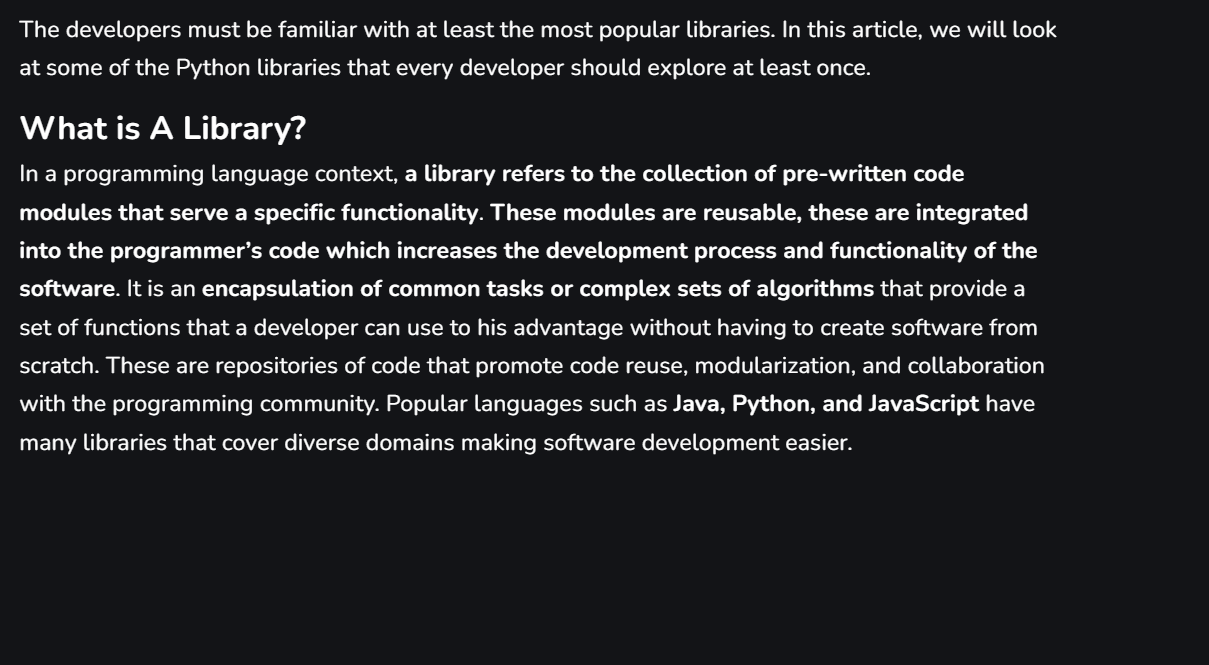 The developers must be familiar with at least the most popular libraries. In this article, we will look
at some of the Python libraries that every developer should explore at least once.
What is A Library?
In a programming language context, a library refers to the collection of pre-written code
modules that serve a specific functionality. These modules are reusable, these are integrated
into the programmer’s code which increases the development process and functionality of the
software. It is an encapsulation of common tasks or complex sets of algorithms that provide a
set of functions that a developer can use to his advantage without having to create software from
scratch. These are repositories of code that promote code reuse, modularization, and collaboration
with the programming community. Popular languages such as Java, Python, and JavaScript have
many libraries that cover diverse domains making software development easier.